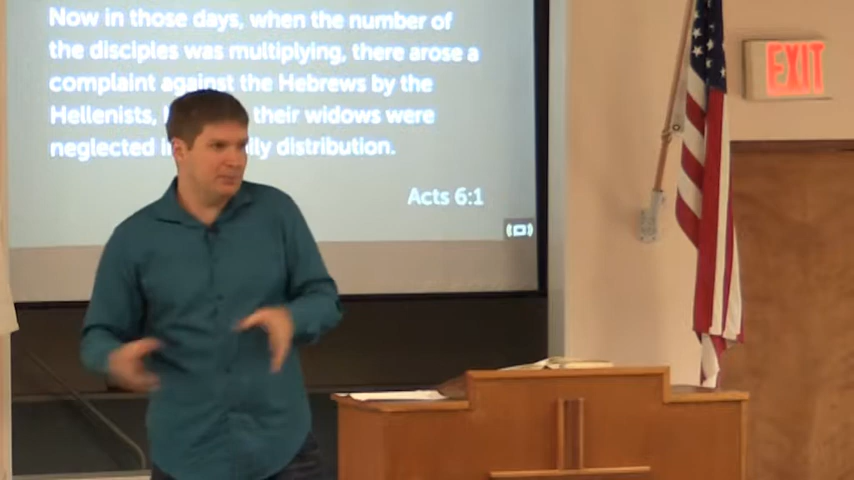 Now in those days, when the number of
the disciples was multiplying, there arose a
complaint against the Hebrews by the
Hellenists, their widows were
neglected distribution.
Acts 6:1
EXIT